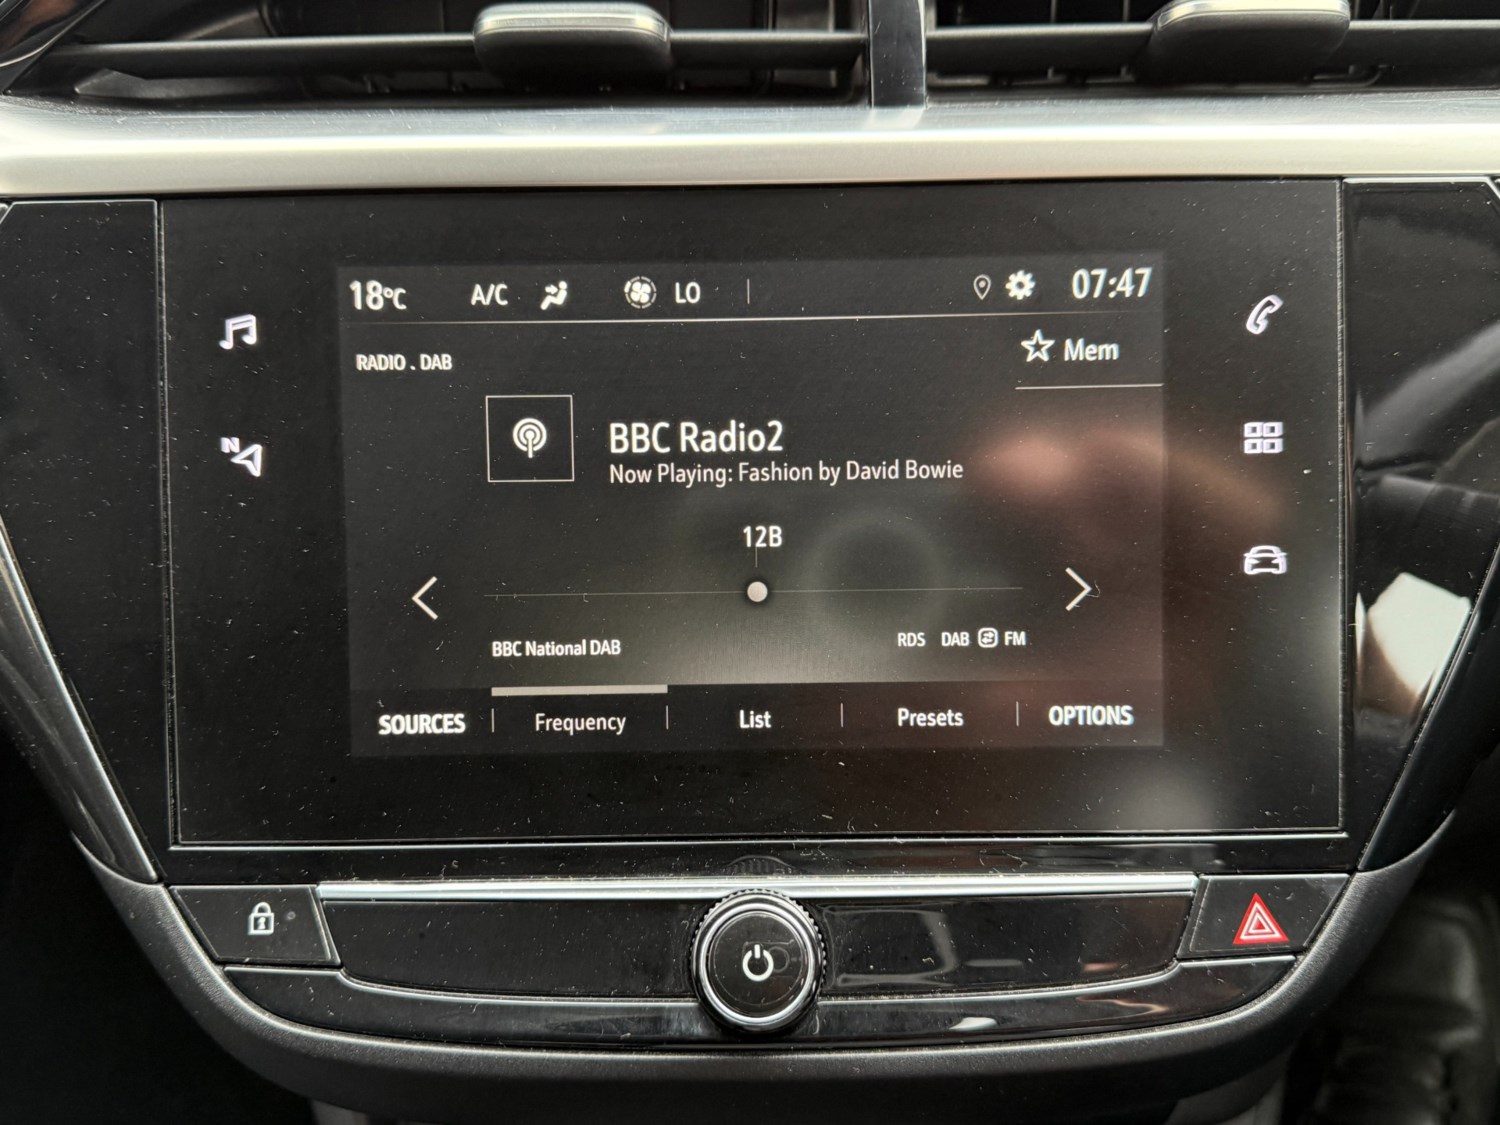 18°C A/C LO 07:47
RADIO . DAB
Mem
BBC Radio2
Now Playing: Fashion by David Bowie
12B
BBC National DAB
RDS DAB FM
SOURCES Frequency List Presets OPTIONS
N